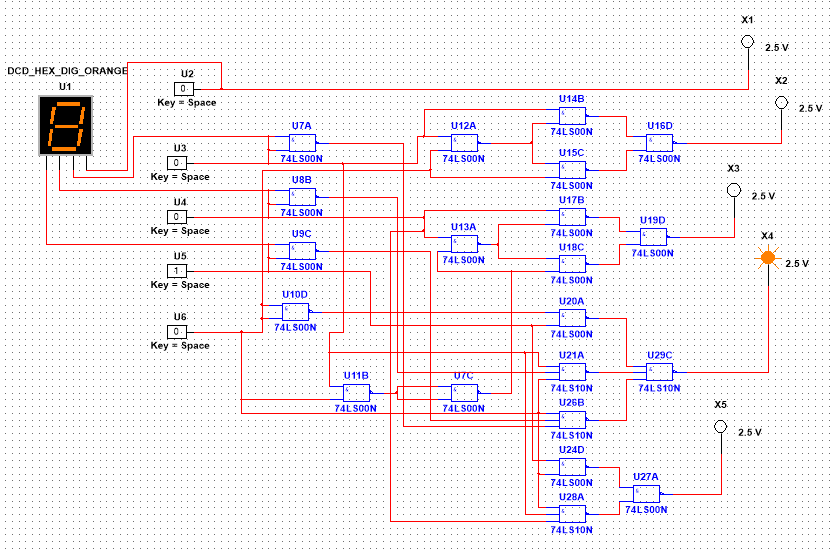 X1
2.5 V
DCD_HEX_DIG_ORANGE
U1
U2
0
Key = Space
X2
2.5 V
U14B
&
U7A
&
74LS00N
U12A
&
74LS00N
74LS00N
U16D
&
74LS00N
U3
0
Key = Space
U15C
&
74LS00N
X3
2.5 V
U8B
&
74LS00N
U4
0
Key = Space
U17B
&
74LS00N
U13A
&
74LS00N
U19D
&
74LS00N
X4
2.5 V
U9C
&
74LS00N
U5
1
Key = Space
U18C
&
74LS00N
U10D
&
74LS00N
U6
0
Key = Space
U20A
&
74LS00N
U21A
&
74LS10N
U29C
&
74LS10N
U11B
&
74LS00N
U7C
&
74LS00N
U26B
&
74LS10N
X5
2.5 V
U24D
&
74LS00N
U27A
&
74LS00N
U28A
&
74LS10N